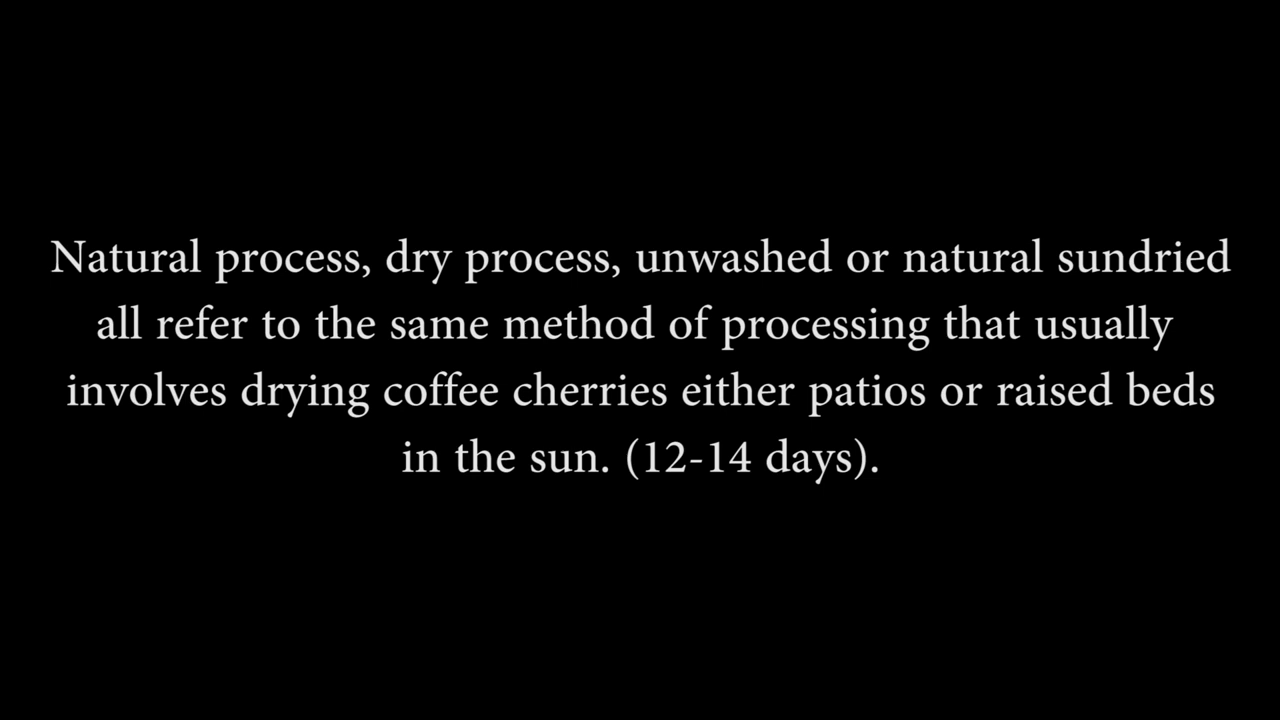 Natural process, dry process, unwashed or natural sundried
all refer to the same method of processing that usually
involves drying coffee cherries either patios or raised beds
in the sun. (12-14 days).